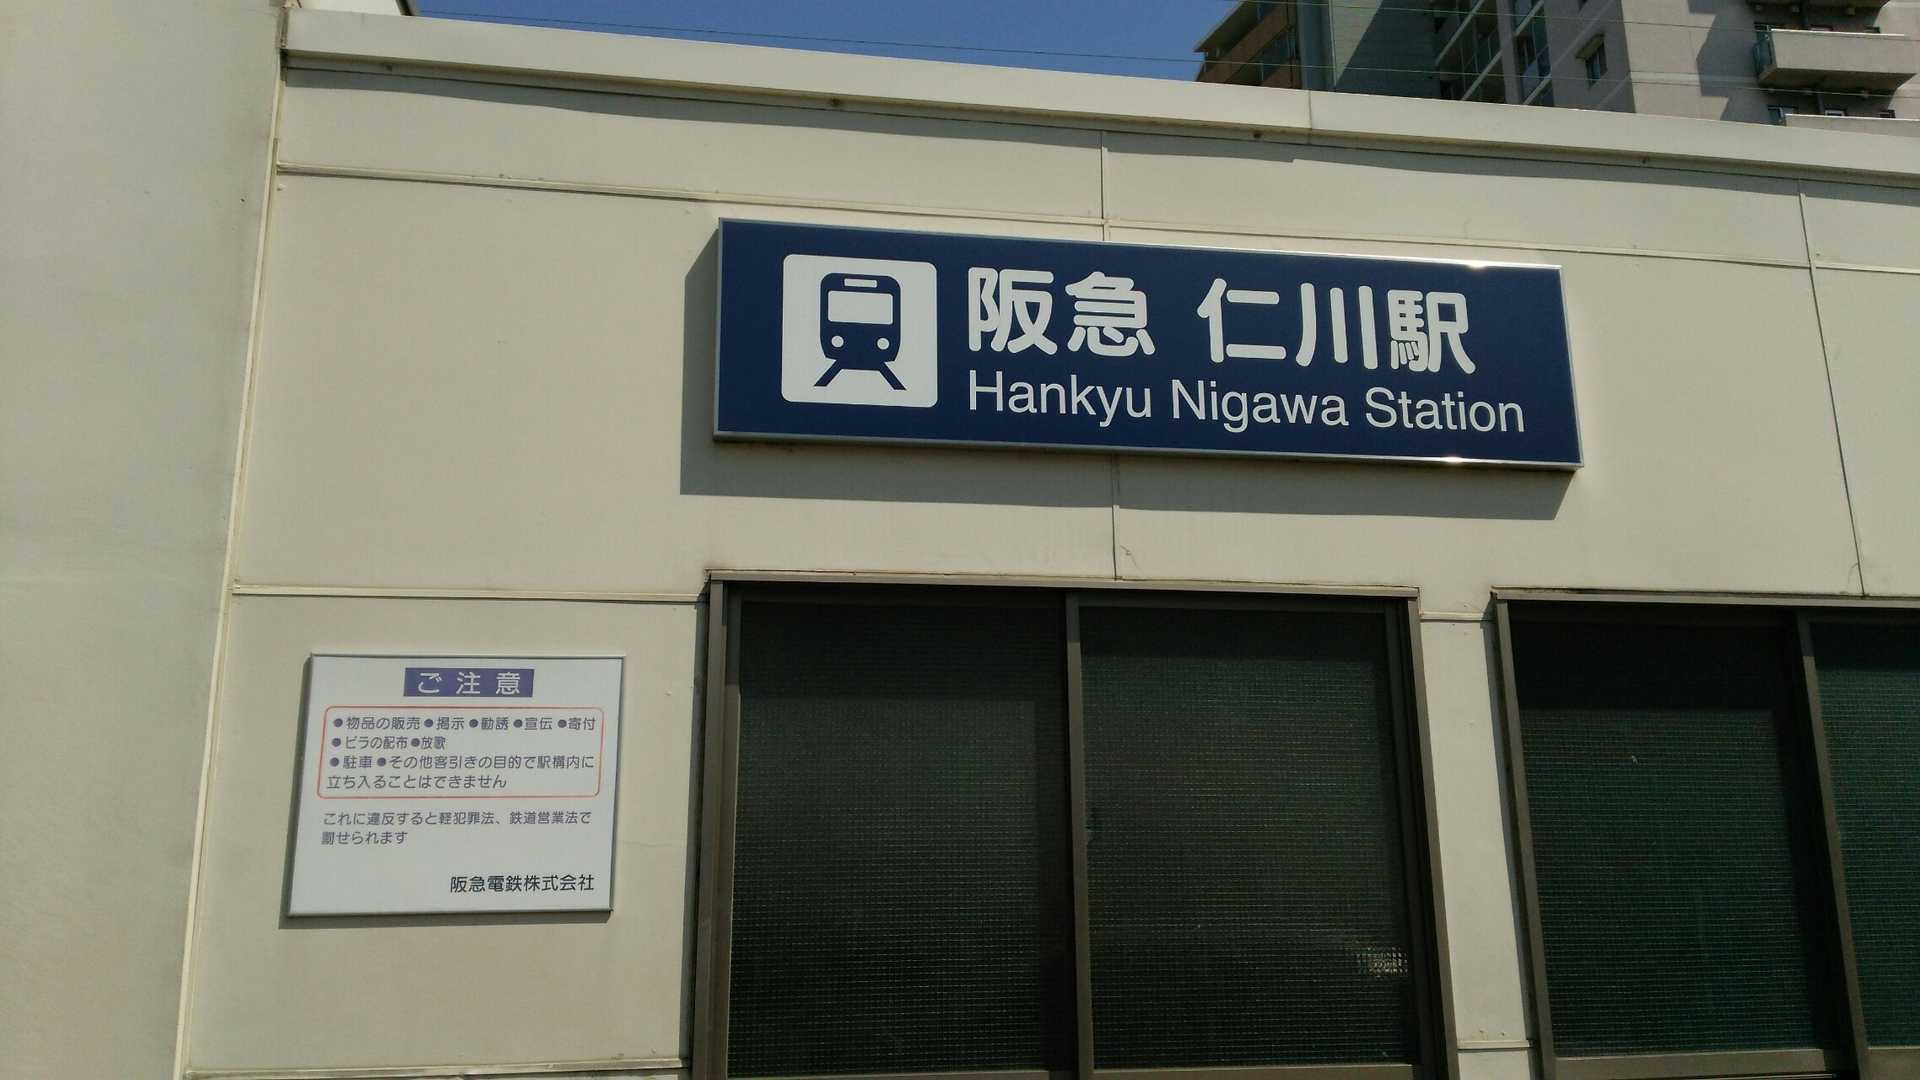 阪急 仁川駅
Hankyu Nigawa Station
ご注意
●物品の販売●掲示●勧誘●宣伝●寄付
●ビラの配布●放歌
●駐車●その他客引きの目的で駅構内に
立ち入ることはできません
これに違反すると軽犯罪法、鉄道営業法で
罰せられます
阪急電鉄株式会社